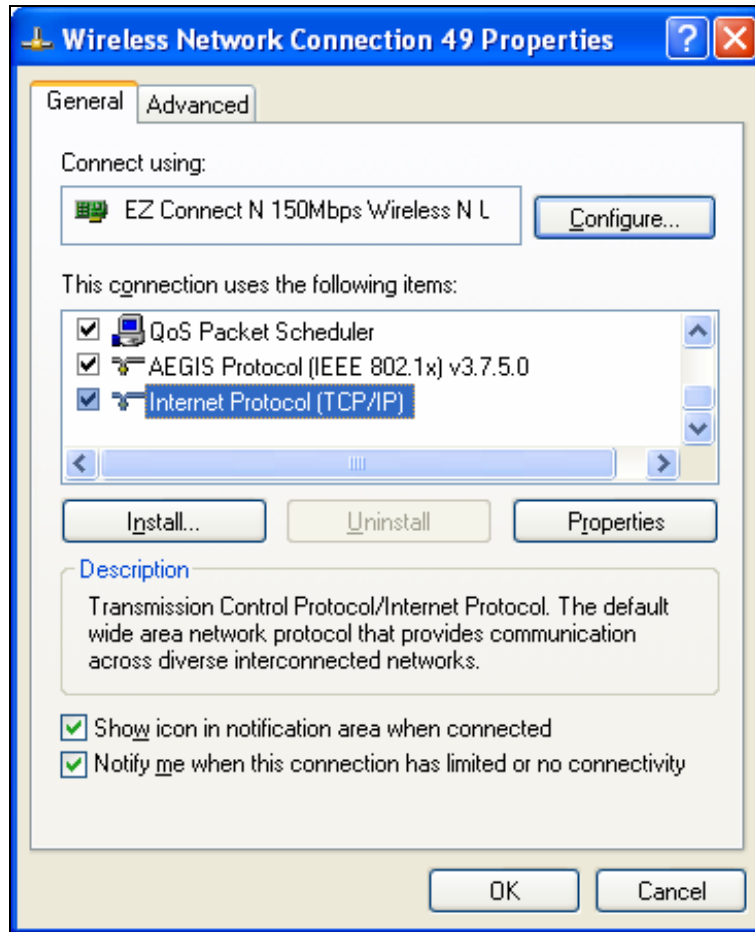 Wireless Network Connection 49 Properties
General Advanced
Connect using:
EZ Connect N 150Mbps Wireless N U
Configure...
This connection uses the following items:
QoS Packet Scheduler
AEGIS Protocol (IEEE 802.1x) v3.7.5.0
Internet Protocol (TCP/IP)
Install... Uninstall Properties
Description
Transmission Control Protocol/Internet Protocol. The default
wide area network protocol that provides communication
across diverse interconnected networks.
Show icon in notification area when connected
Notify me when this connection has limited or no connectivity
OK Cancel